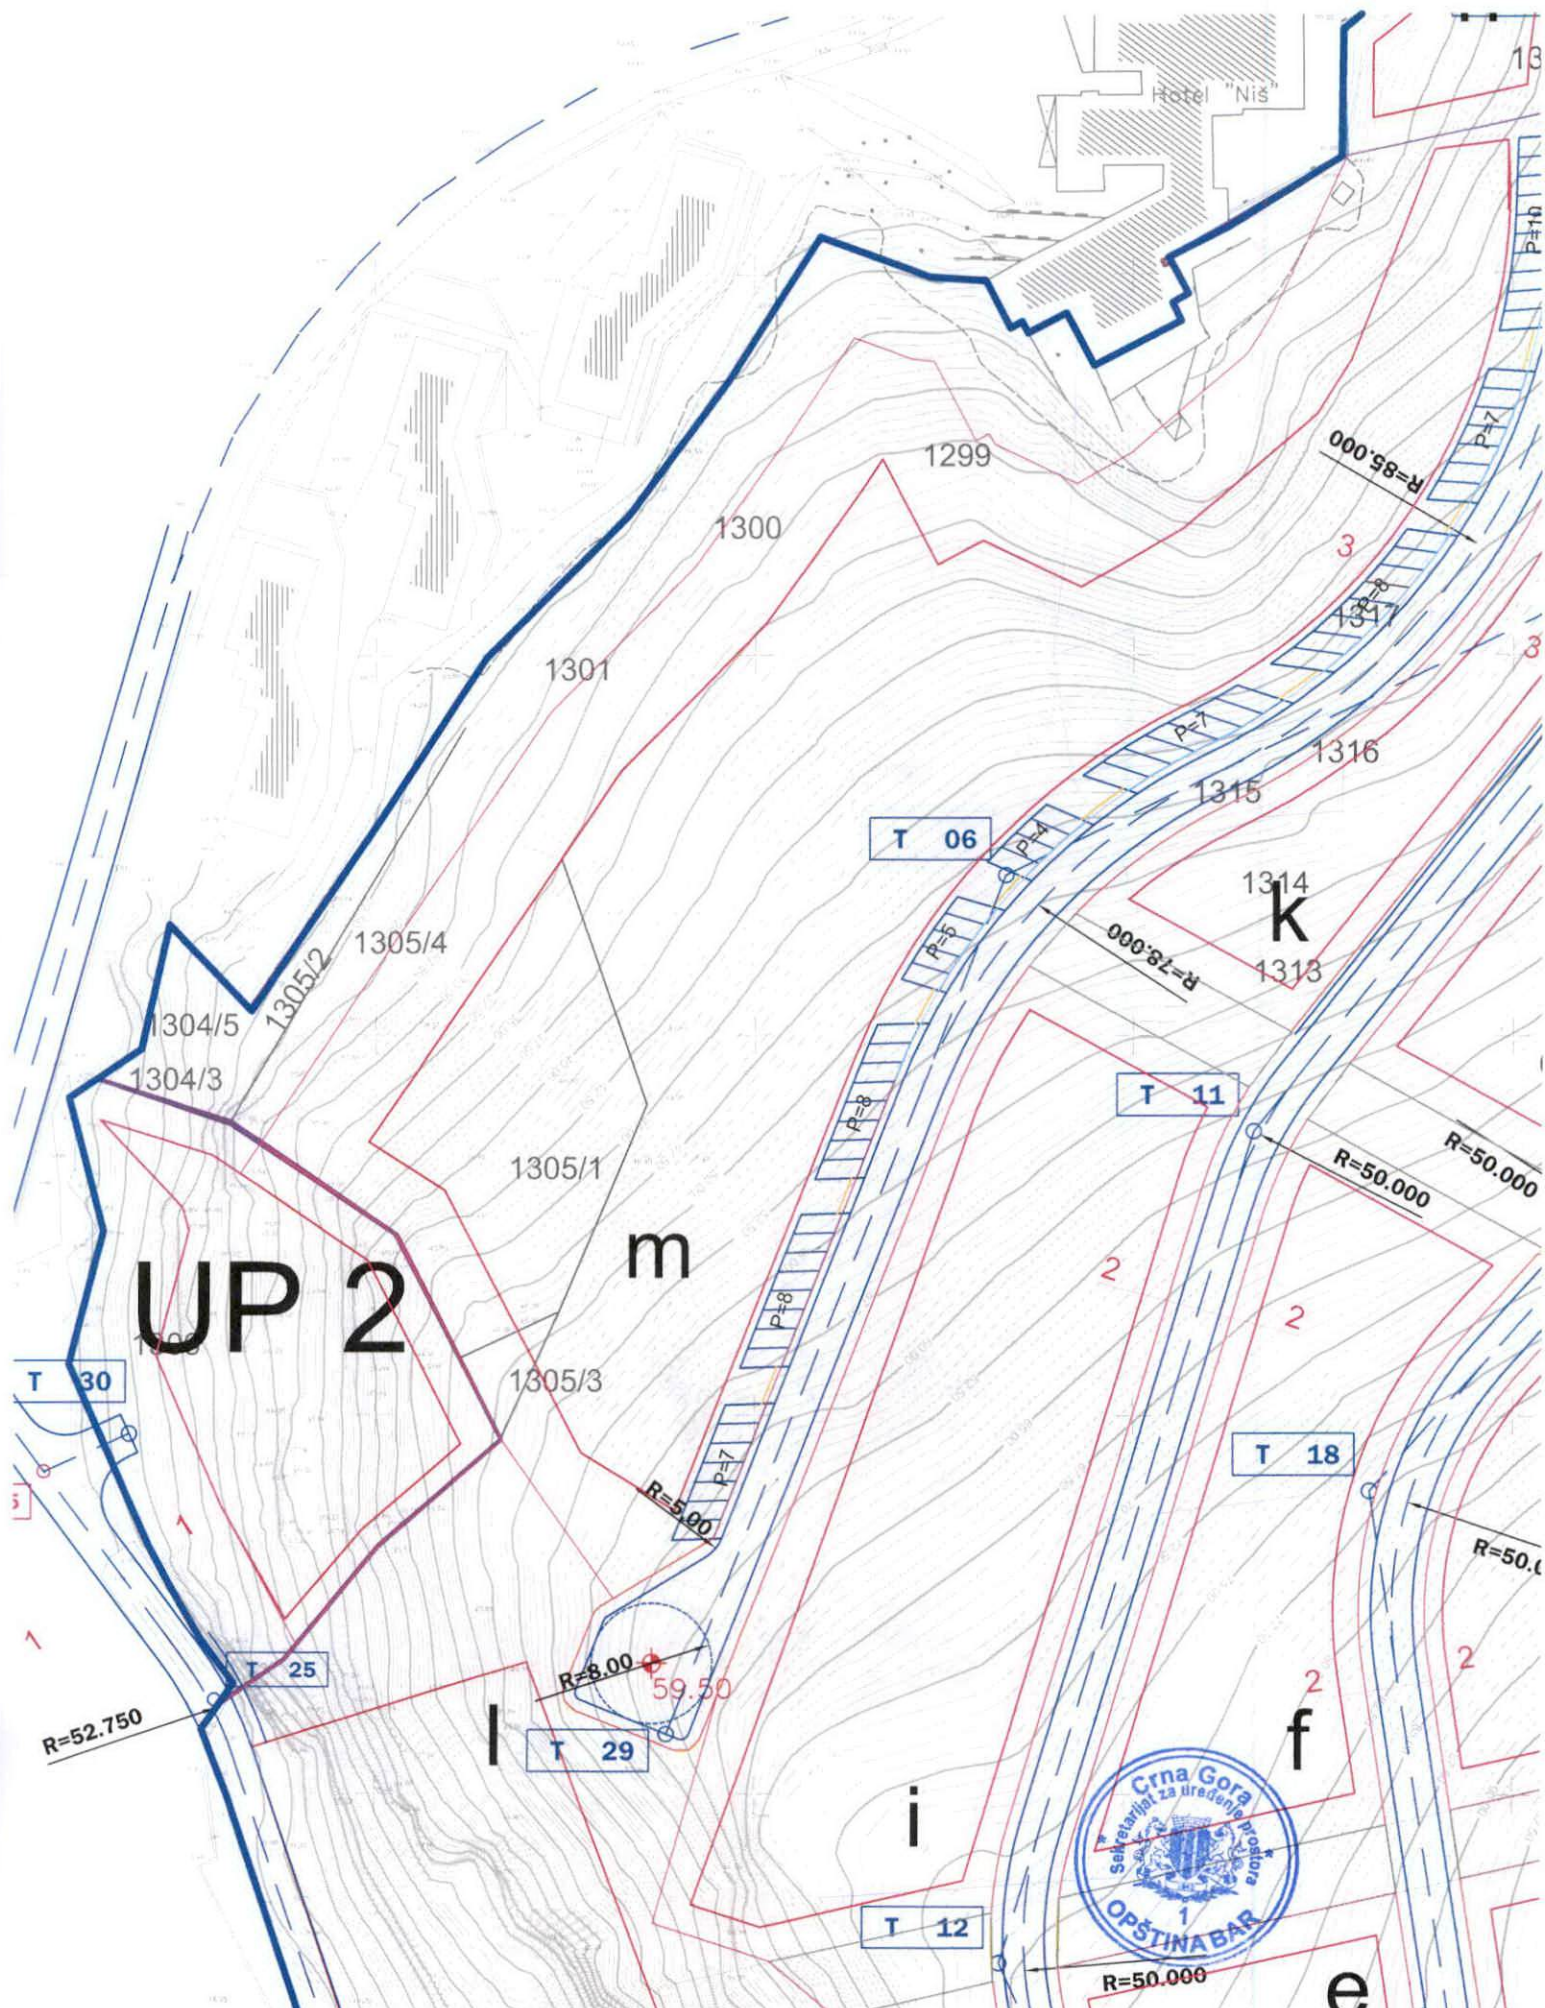 Hotel "Niš"
P=10
1299
P=7
R=85.000
1300
3
P=8
1317
3
1301
P=7
1316
1315
T 06
P=4
1314
k
1305/4
P=5
R=78.000
1313
1305/2
1304/5
1304/3
T 11
P=8
R=50.000
R=50.000
1305/1
m
2
UP 2
P=8
2
T 30
1305/3
T 18
P=7
R=5.00
1
R=50.0
1
T 25
R=8.00
59.50
2
2
R=52.750
l
T 29
f
i
Crna Gora
Sekretarijat za uređenje prostora
1
OPŠTINA BAR
T 12
R=50.000
e